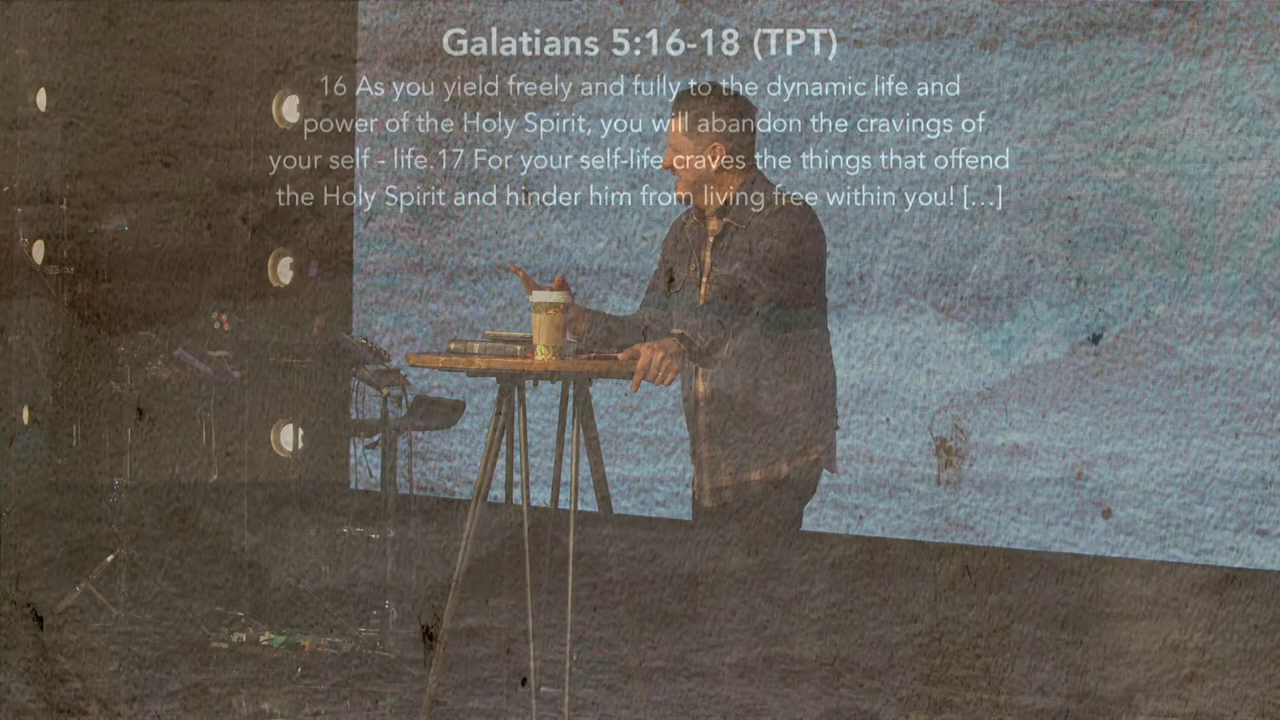 Galatians 5:16-18 (TPT)
16 As you yield freely and fully to the dynamic life and
power of the Holy Spirit, you will abandon the cravings of
your self - life.17 For your self-life craves the things that offend
the Holy Spirit and hinder him from living free within you! [...]